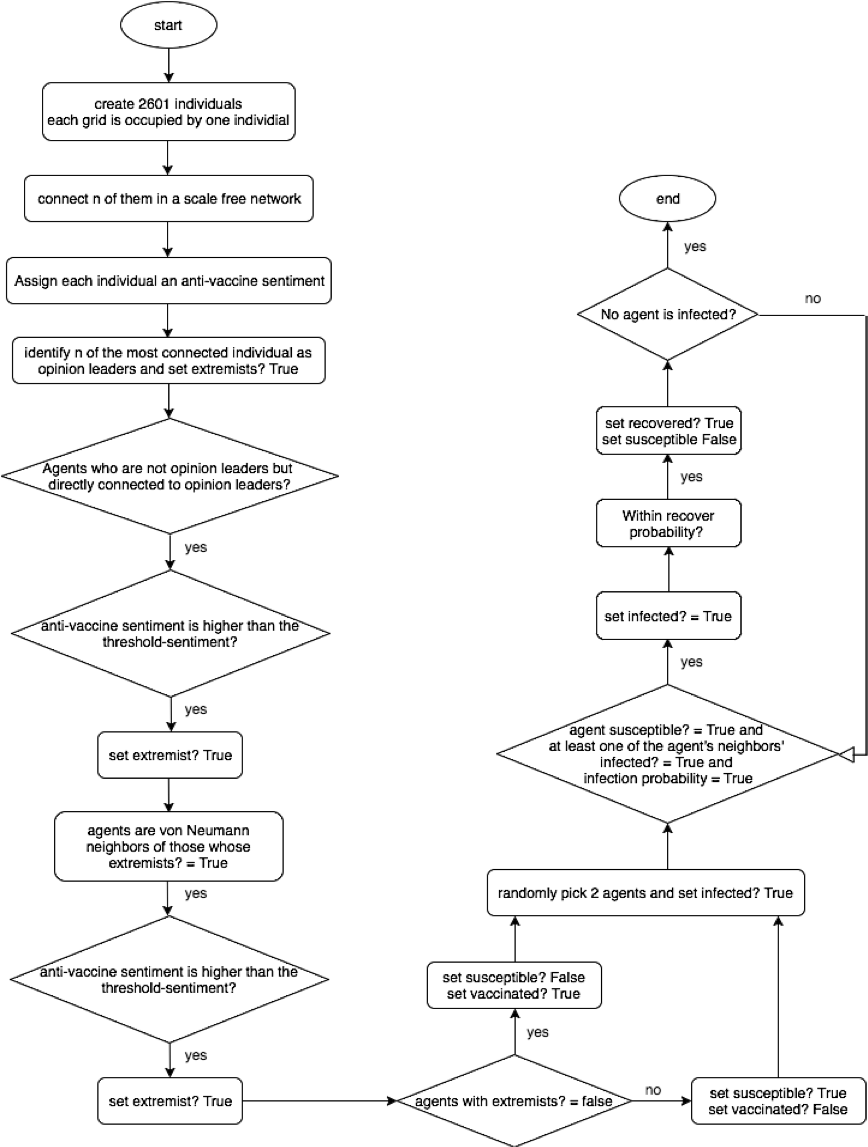 start
create 2601 individuals
each grid is occupied by one individial
connect n of them in a scale free network
Assign each individual an anti-vaccine sentiment
identify n of the most connected individual as
opinion leaders and set extremists? True
Agents who are not opinion leaders but
directly connected to opinion leaders?
yes
anti-vaccine sentiment is higher than the
threshold-sentiment?
yes
set extremist? True
agents are von Neumann
neighbors of those whose
extremists? = True
yes
anti-vaccine sentiment is higher than the
threshold-sentiment?
yes
set extremist? True
agents with extremists? = false
yes
set susceptible? False
set vaccinated? True
no
set susceptible? True
set vaccinated? False
randomly pick 2 agents and set infected? True
agent susceptible? = True and
at least one of the agent's neighbors'
infected? = True and
infection probability = True
yes
set infected? = True
Within recover
probability?
yes
set recovered? True
set susceptible False
No agent is infected?
no
yes
end